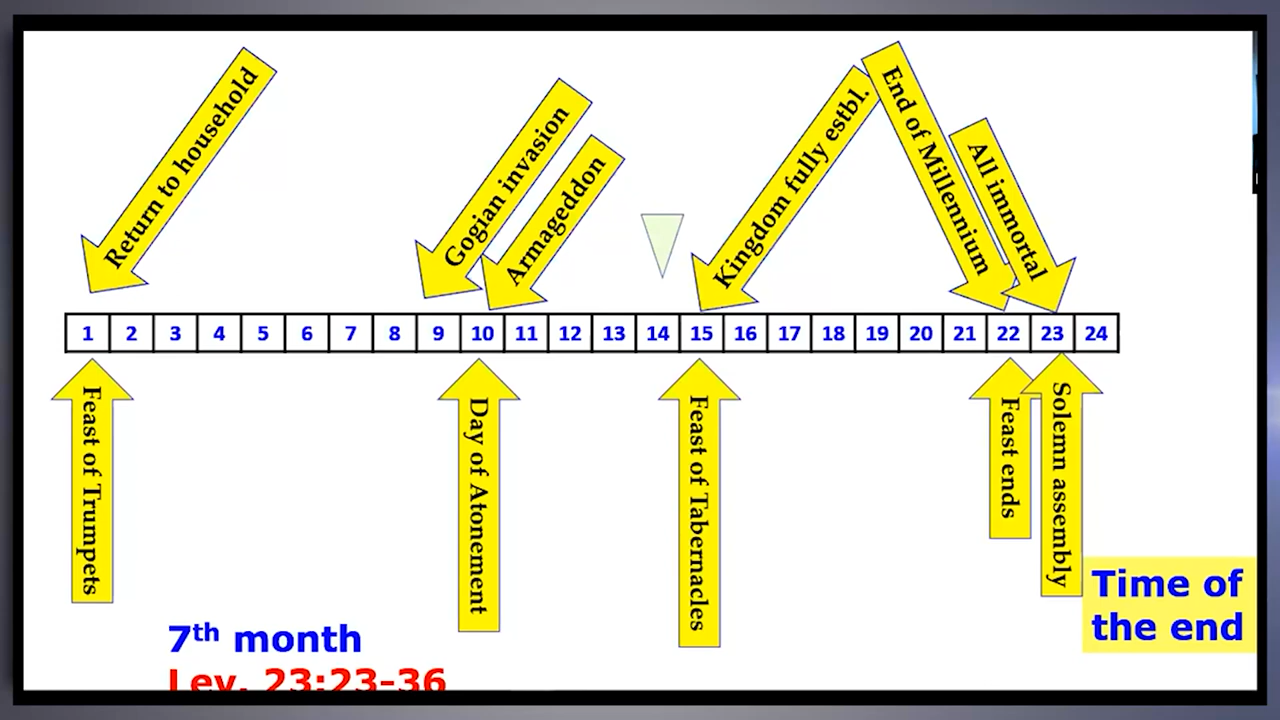 Return to household
Gogian invasion
Armageddon
Kingdom fully estbl.
End of Millennium
All immortal
1 2 3 4 5 6 7 8 9 10 11 12 13 14 15 16 17 18 19 20 21 22 23 24
Feast of Trumpets
Day of Atonement
Feast of Tabernacles
Feast ends
Solemn assembly
Time of
the end
7th month
Lev. 23:23-36